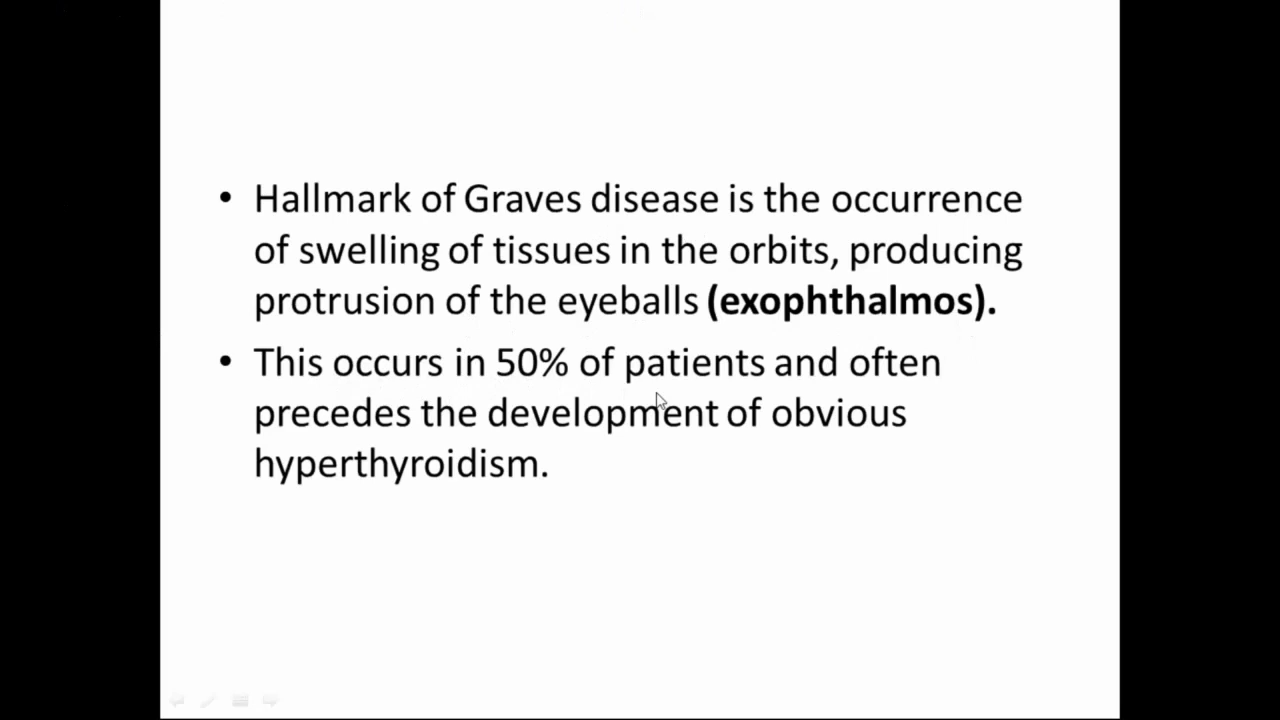 • Hallmark of Graves disease is the occurrence
of swelling of tissues in the orbits, producing
protrusion of the eyeballs (exophthalmos).
• This occurs in 50% of patients and often
precedes the development of obvious
hyperthyroidism.